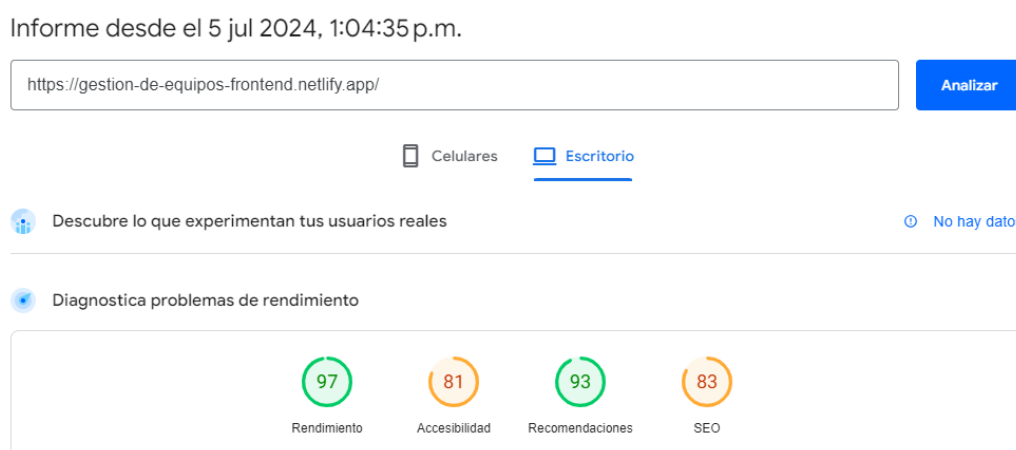 Informe desde el 5 jul 2024, 1:04:35 p.m.
https://gestion-de-equipos-frontend.netlify.app/
Analizar
Celulares
Escritorio
Descubre lo que experimentan tus usuarios reales
No hay dato
Diagnostica problemas de rendimiento
97
81
93
83
Rendimiento
Accesibilidad
Recomendaciones
SEO